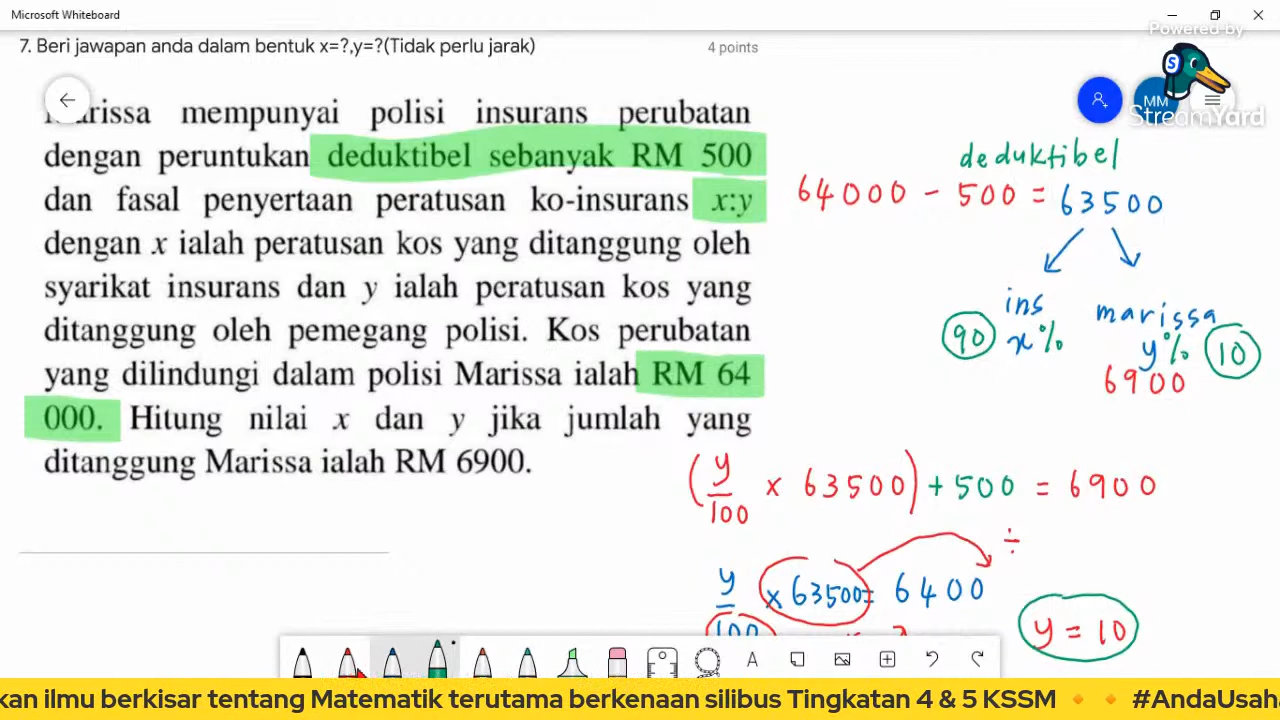 Microsoft Whiteboard
7. Beri jawapan anda dalam bentuk x=?,y=?(Tidak perlu jarak)
4 points
Powered by
StreamYard
MM
mempunyai polisi insurans perubatan
dengan peruntukan deduktibel sebanyak RM 500
dan fasal penyertaan peratusan ko-insurans x:y
dengan x ialah peratusan kos yang ditanggung oleh
syarikat insurans dan y ialah peratusan kos yang
ditanggung oleh pemegang polisi. Kos perubatan
yang dilindungi dalam polisi Marissa ialah RM 64
000. Hitung nilai x dan y jika jumlah yang
ditanggung Marissa ialah RM 6900.
deduktibel
64000 - 500 = 63500
ins marissa
90 x% y% 10
6900
(y/100 x 63500) + 500 = 6900
÷
y/100 x 63500 = 6400
y = 10
A
kan ilmu berkisar tentang Matematik terutama berkenaan silibus Tingkatan 4 & 5 KSSM 🔸🔸 #AndaUsah